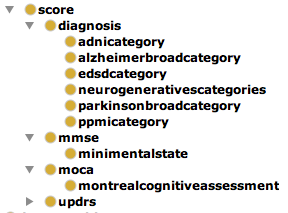 score
diagnosis
adnicategory
alzheimerbroadcategory
edsdcategory
neurogenerativescategories
parkinsonbroadcategory
ppmicategory
mmse
minimentalstate
moca
montrealcognitiveassessment
updrs